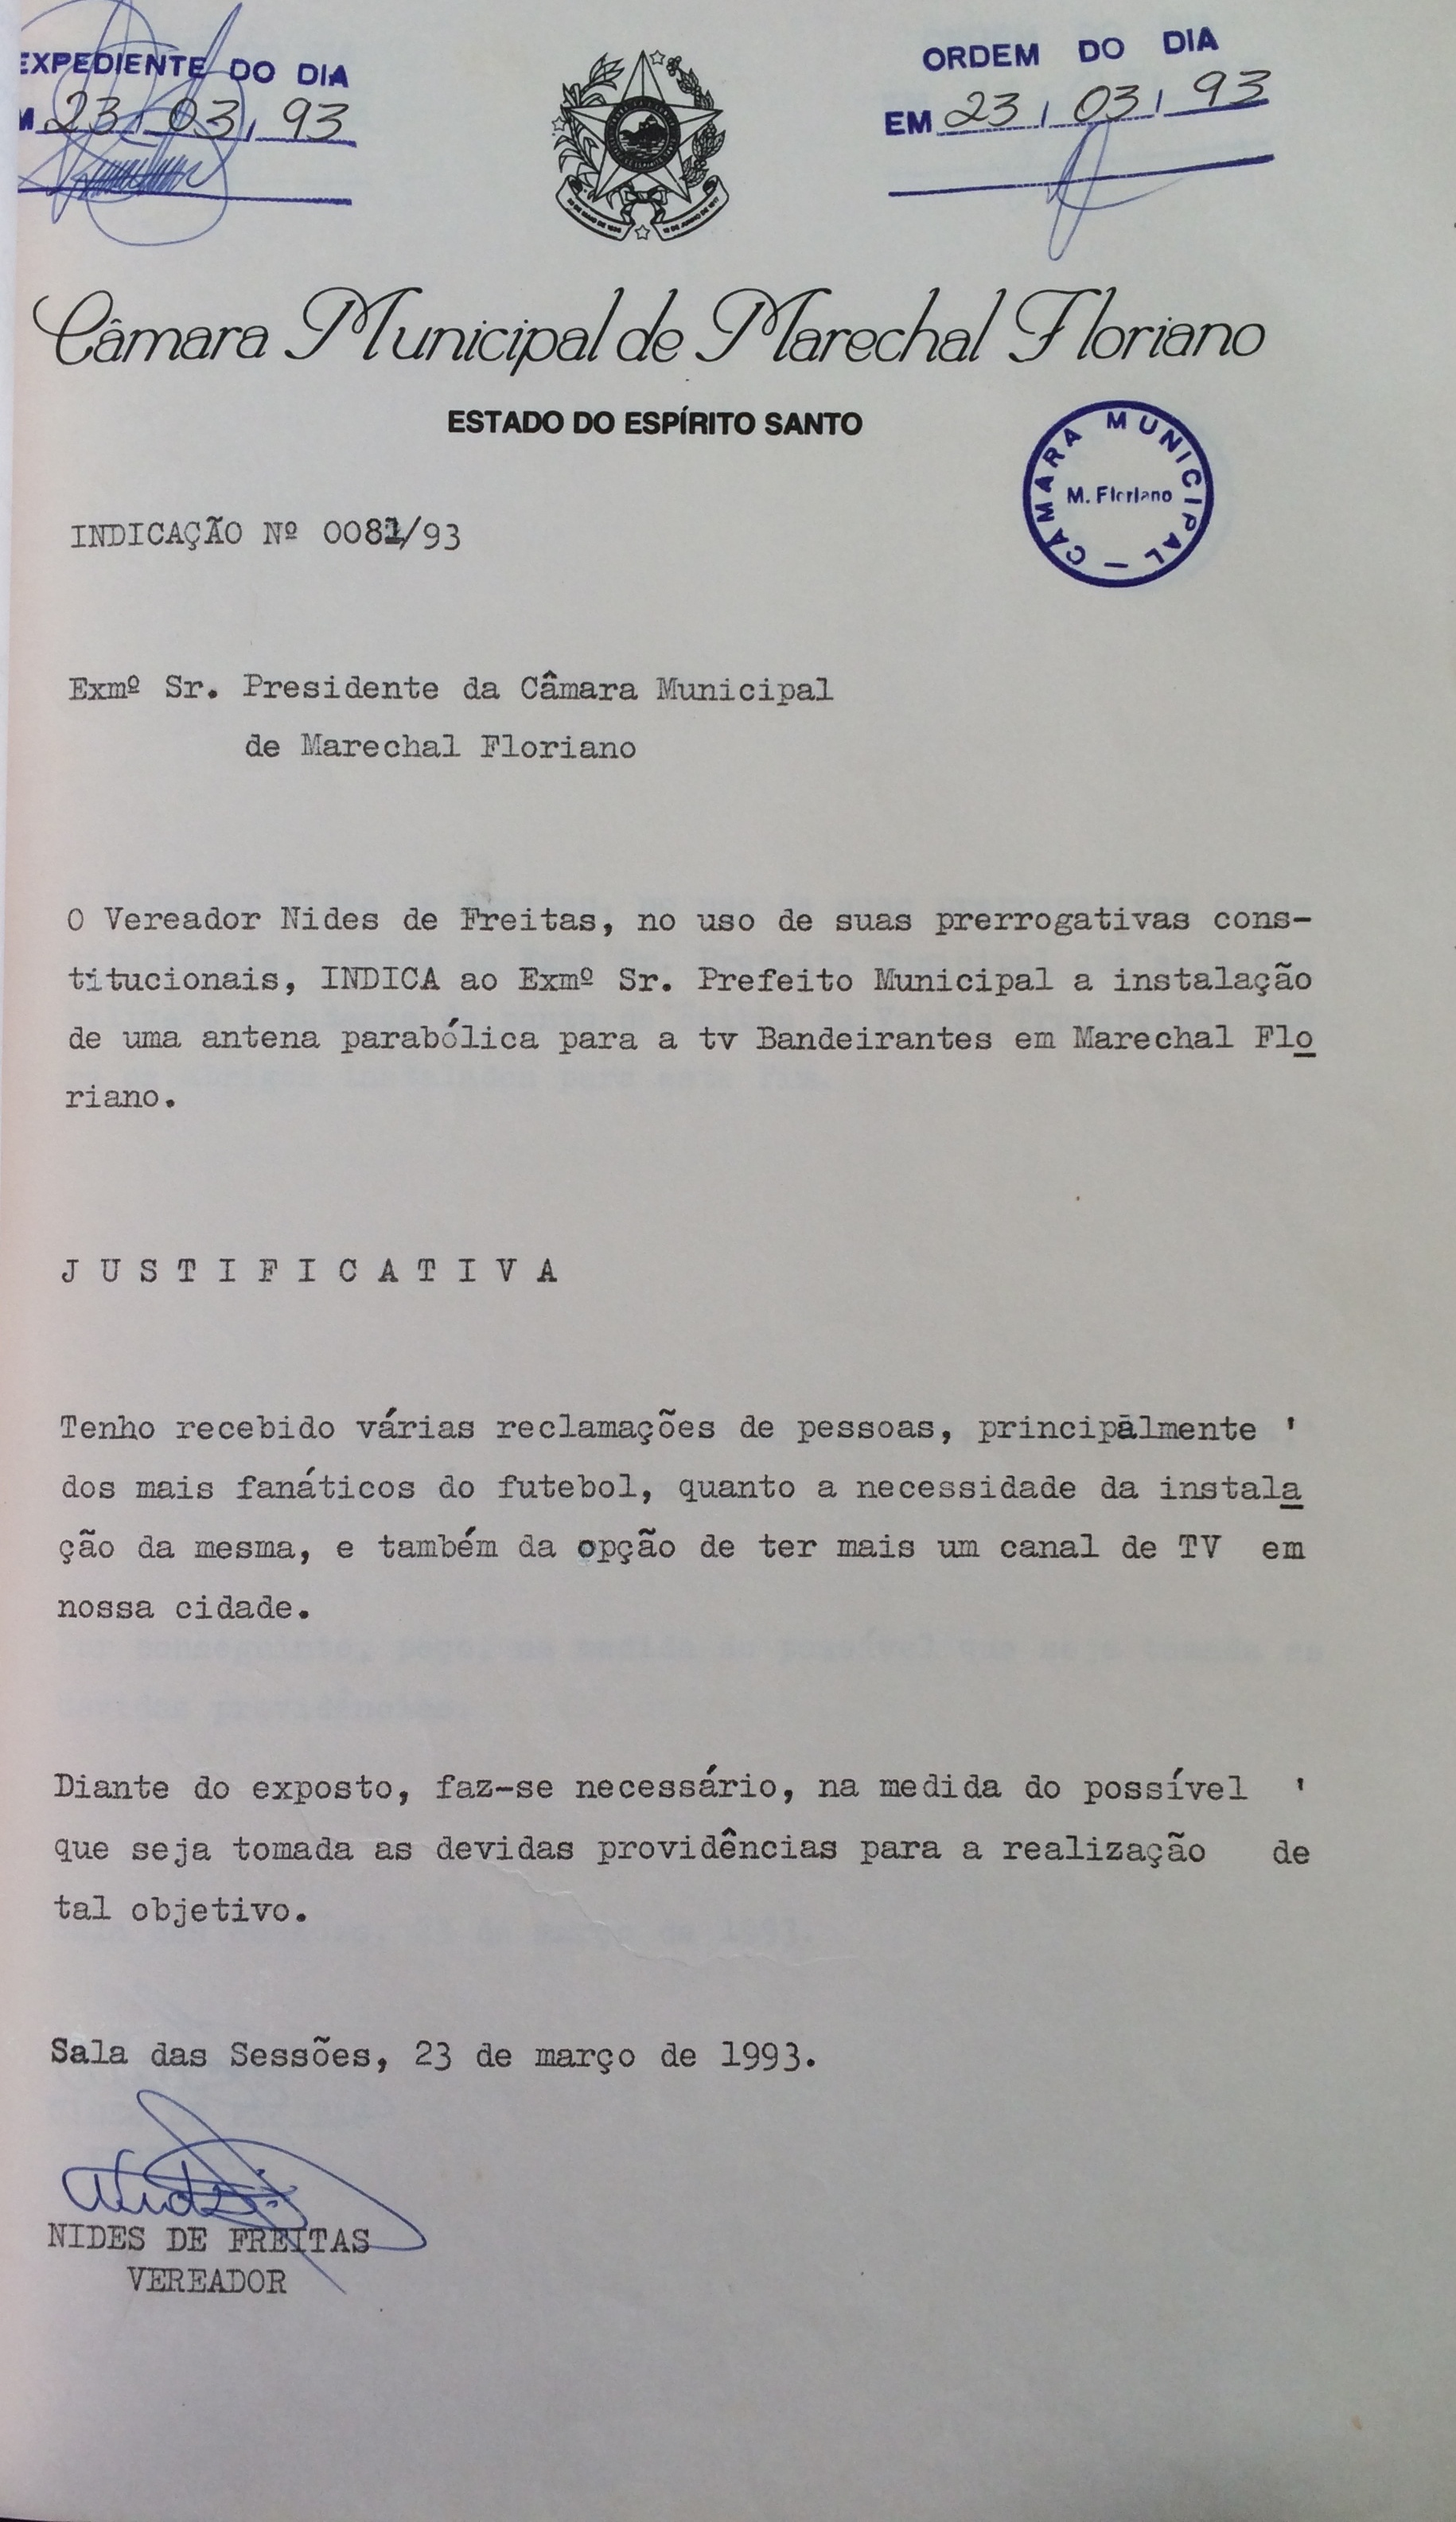 EXPEDIENTE DO DIA
23 / 03 / 93
ORDEM DO DIA
EM 23 / 03 / 93
Câmara Municipal de Marechal Floriano
ESTADO DO ESPÍRITO SANTO
CÂMARA MUNICIPAL —
M. Floriano
INDICAÇÃO Nº 0081/93
Exmº Sr. Presidente da Câmara Municipal
de Marechal Floriano
O Vereador Nides de Freitas, no uso de suas prerrogativas cons-
titucionais, INDICA ao Exmº Sr. Prefeito Municipal a instalação
de uma antena parabólica para a tv Bandeirantes em Marechal Flo
riano.
J U S T I F I C A T I V A
Tenho recebido várias reclamações de pessoas, principalmente '
dos mais fanáticos do futebol, quanto a necessidade da instala
ção da mesma, e também da opção de ter mais um canal de TV em
nossa cidade.
Diante do exposto, faz-se necessário, na medida do possível '
que seja tomada as devidas providências para a realização de
tal objetivo.
Sala das Sessões, 23 de março de 1993.
NIDES DE FREITAS
VEREADOR